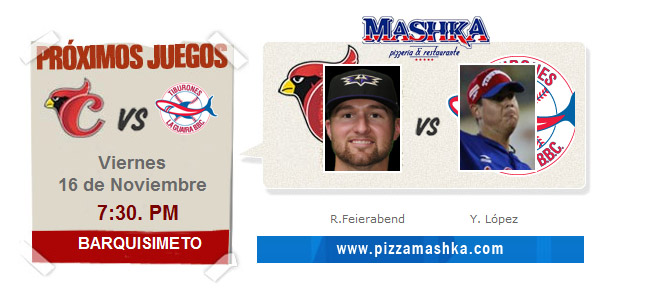 PRÓXIMOS JUEGOS
C VS TIBURONES
LA GUAIRA BBC.
Viernes
16 de Noviembre
7:30. PM
BARQUISIMETO
MASHKA
pizzeria & restaurante
vs
TIBURONES
B.B.C.
R.Feierabend Y. López
www.pizzamashka.com